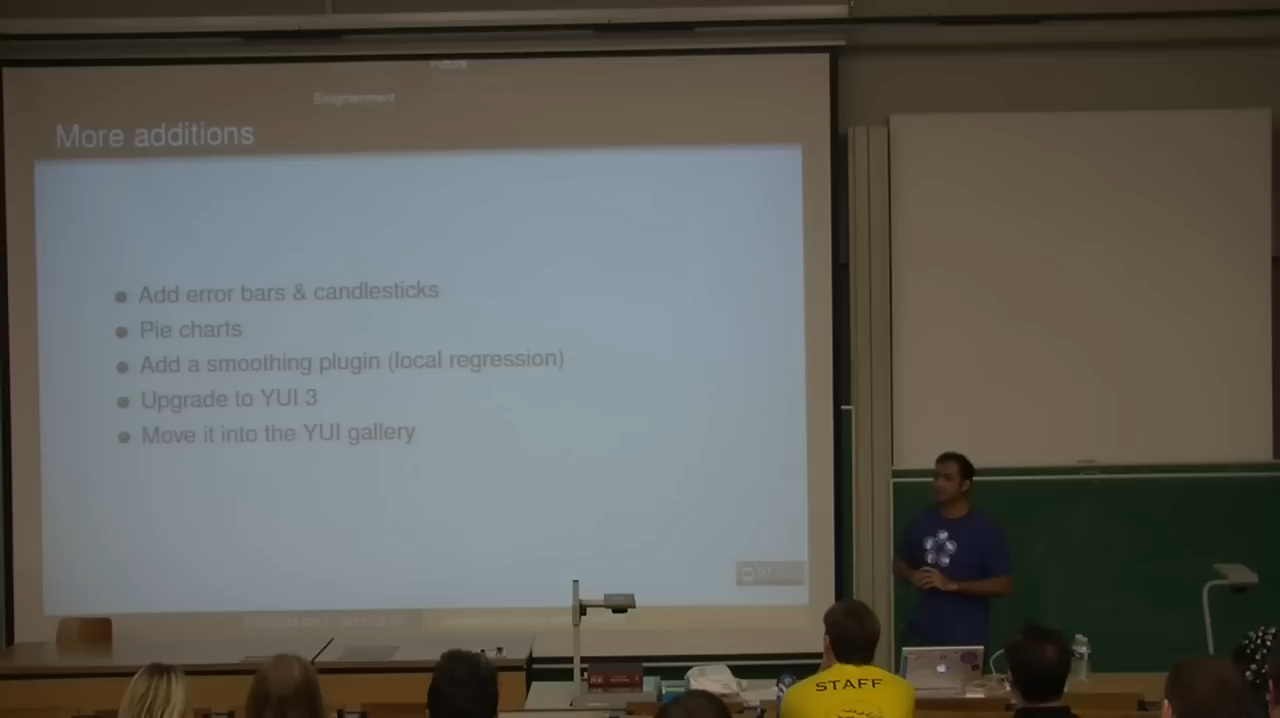 Enlightenment
More additions
Add error bars & candlesticks
Pie charts
Add a smoothing plugin (local regression)
Upgrade to YUI 3
Move it into the YUI gallery
STAFF